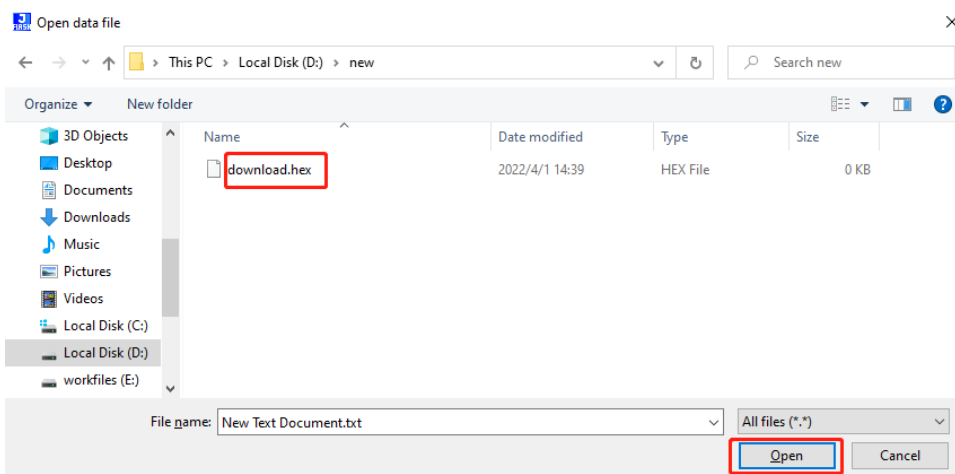 Open data file
This PC > Local Disk (D:) > new
Search new
Organize New folder
Name Date modified Type Size
download.hex 2022/4/1 14:39 HEX File 0 KB
3D Objects
Desktop
Documents
Downloads
Music
Pictures
Videos
Local Disk (C:)
Local Disk (D:)
workfiles (E:)
File name: New Text Document.txt All files (*.*)
Open Cancel